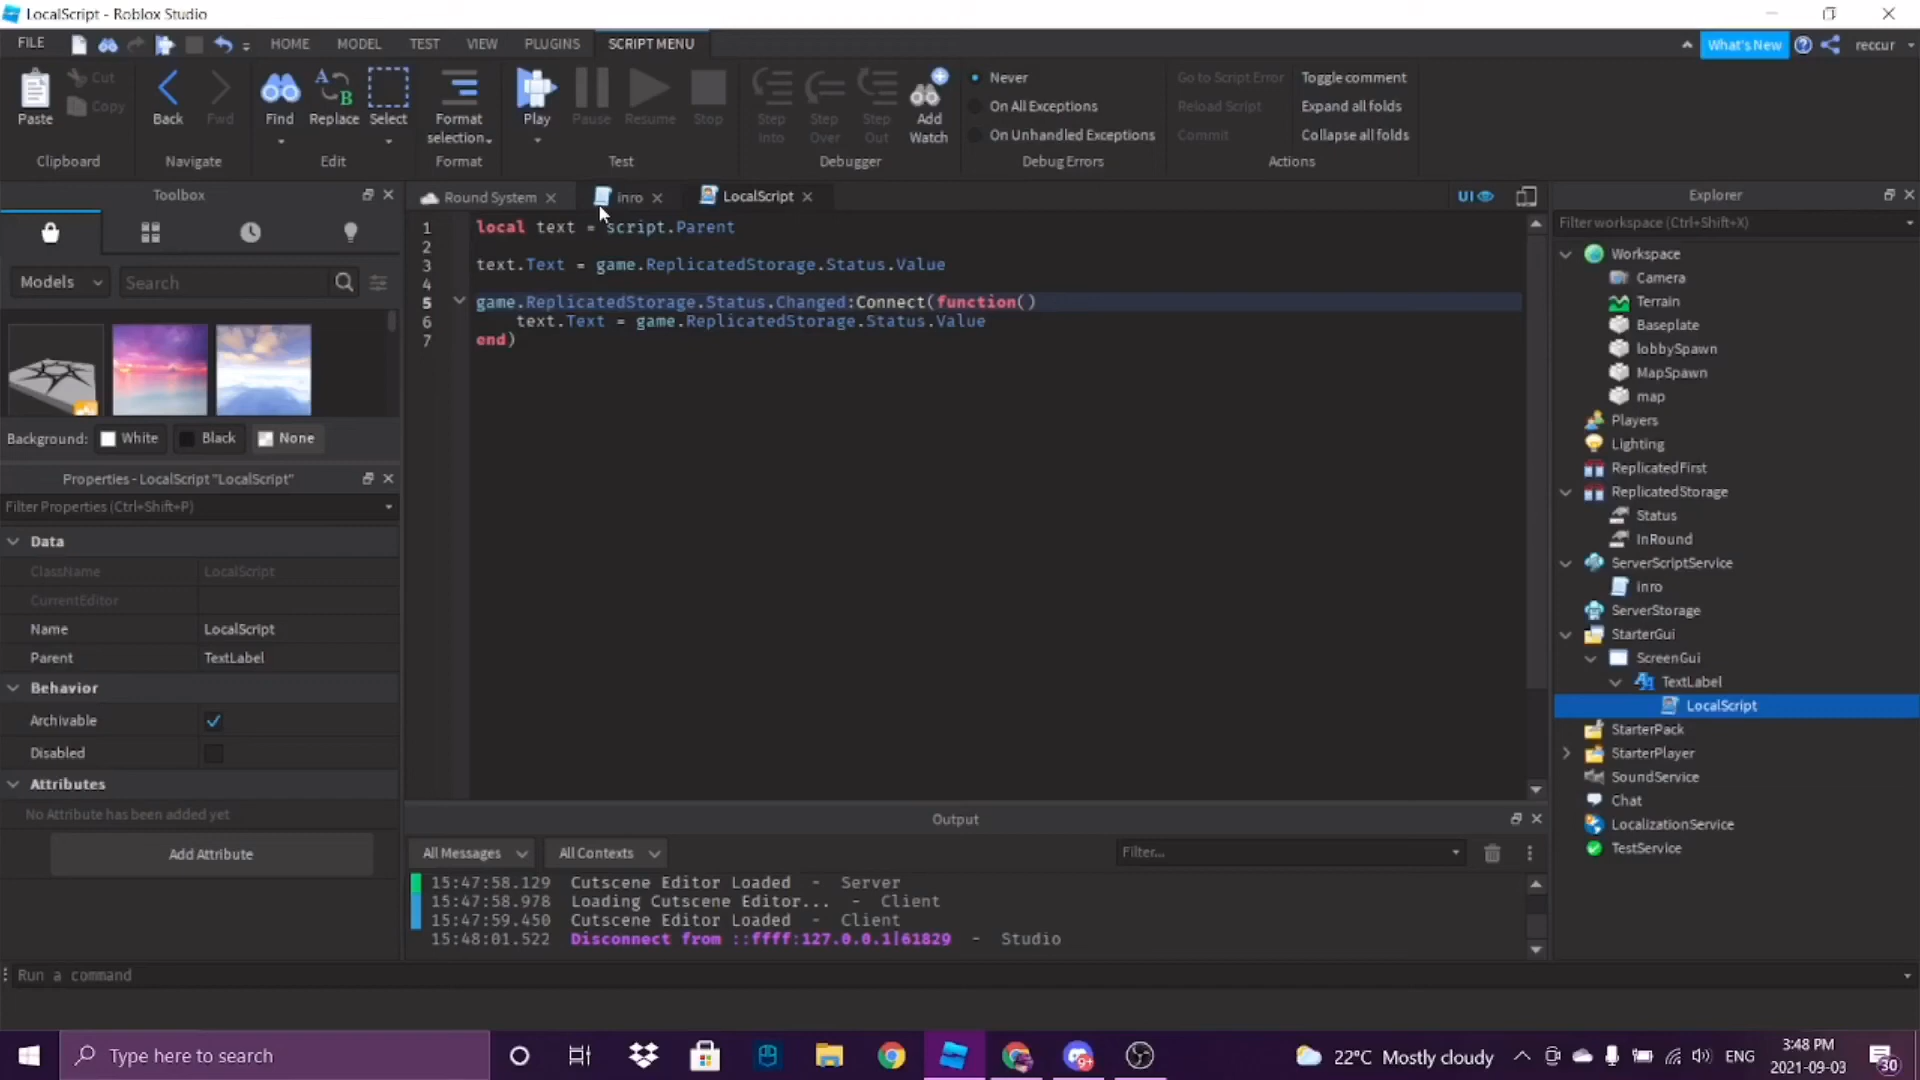 LocalScript - Roblox Studio
FILE HOME MODEL TEST VIEW PLUGINS SCRIPT MENU What's New reccur
Paste Cut Copy Back Fwd Find Replace Select Format selection Play Pause Resume Stop Step Into Step Over Step Out Add Watch
Never On All Exceptions On Unhandled Exceptions
Go to Script Error Reload Script Commit
Toggle comment Expand all folds Collapse all folds
Clipboard Navigate Edit Format Test Debugger Debug Errors Actions
Toolbox
Models Search
Background: White Black None
Properties - LocalScript "LocalScript"
Filter Properties (Ctrl+Shift+P)
Data
ClassName LocalScript
CurrentEditor
Name LocalScript
Parent TextLabel
Behavior
Archivable
Disabled
Attributes
No Attribute has been added yet
Add Attribute
Round System inro LocalScript UI
1 local text = script.Parent
2
3 text.Text = game.ReplicatedStorage.Status.Value
4
5 game.ReplicatedStorage.Status.Changed:Connect(function()
6 text.Text = game.ReplicatedStorage.Status.Value
7 end)
Output
All Messages All Contexts Filter...
15:47:58.129 Cutscene Editor Loaded - Server
15:47:58.978 Loading Cutscene Editor... - Client
15:47:59.450 Cutscene Editor Loaded - Client
15:48:01.522 Disconnect from ::ffff:127.0.0.1|61829 - Studio
Explorer
Filter workspace (Ctrl+Shift+X)
Workspace
Camera
Terrain
Baseplate
lobbySpawn
MapSpawn
map
Players
Lighting
ReplicatedFirst
ReplicatedStorage
Status
InRound
ServerScriptService
inro
ServerStorage
StarterGui
ScreenGui
TextLabel
LocalScript
StarterPack
StarterPlayer
SoundService
Chat
LocalizationService
TestService
Run a command
Type here to search
22°C Mostly cloudy ENG
3:48 PM
2021-09-03
30